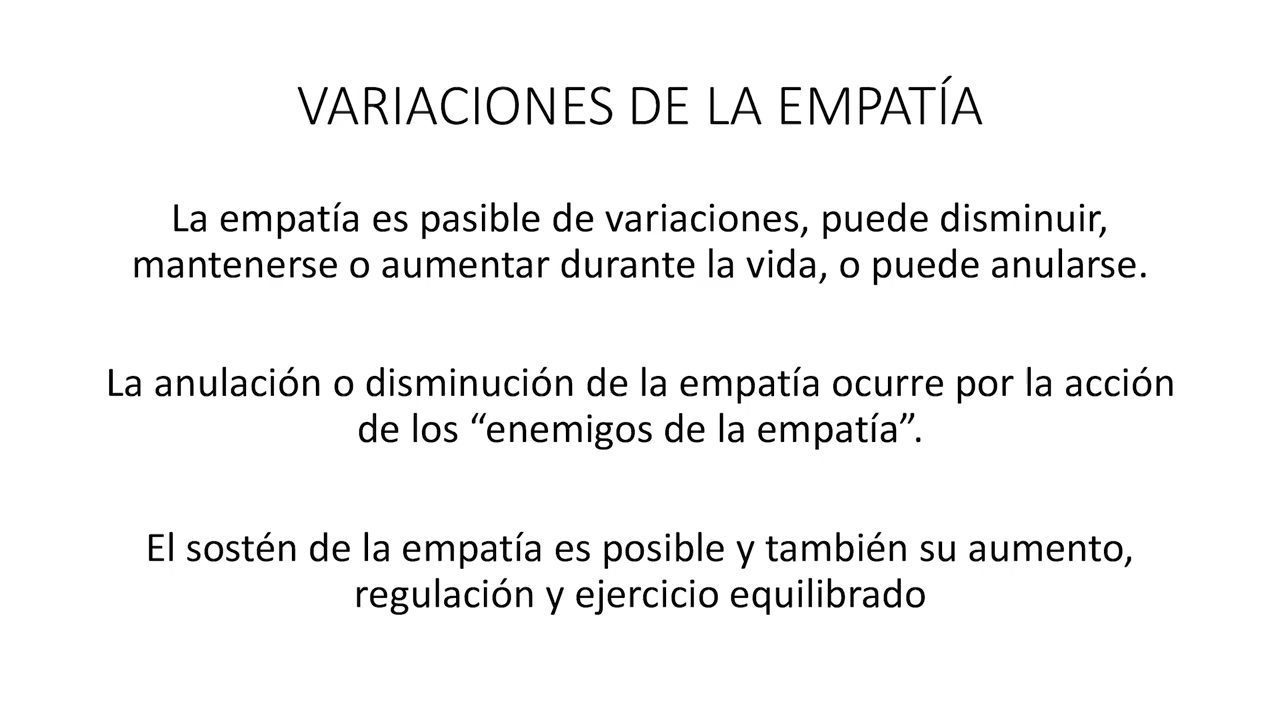 VARIACIONES DE LA EMPATÍA
La empatía es pasible de variaciones, puede disminuir,
mantenerse o aumentar durante la vida, o puede anularse.
La anulación o disminución de la empatía ocurre por la acción
de los “enemigos de la empatía”.
El sostén de la empatía es posible y también su aumento,
regulación y ejercicio equilibrado